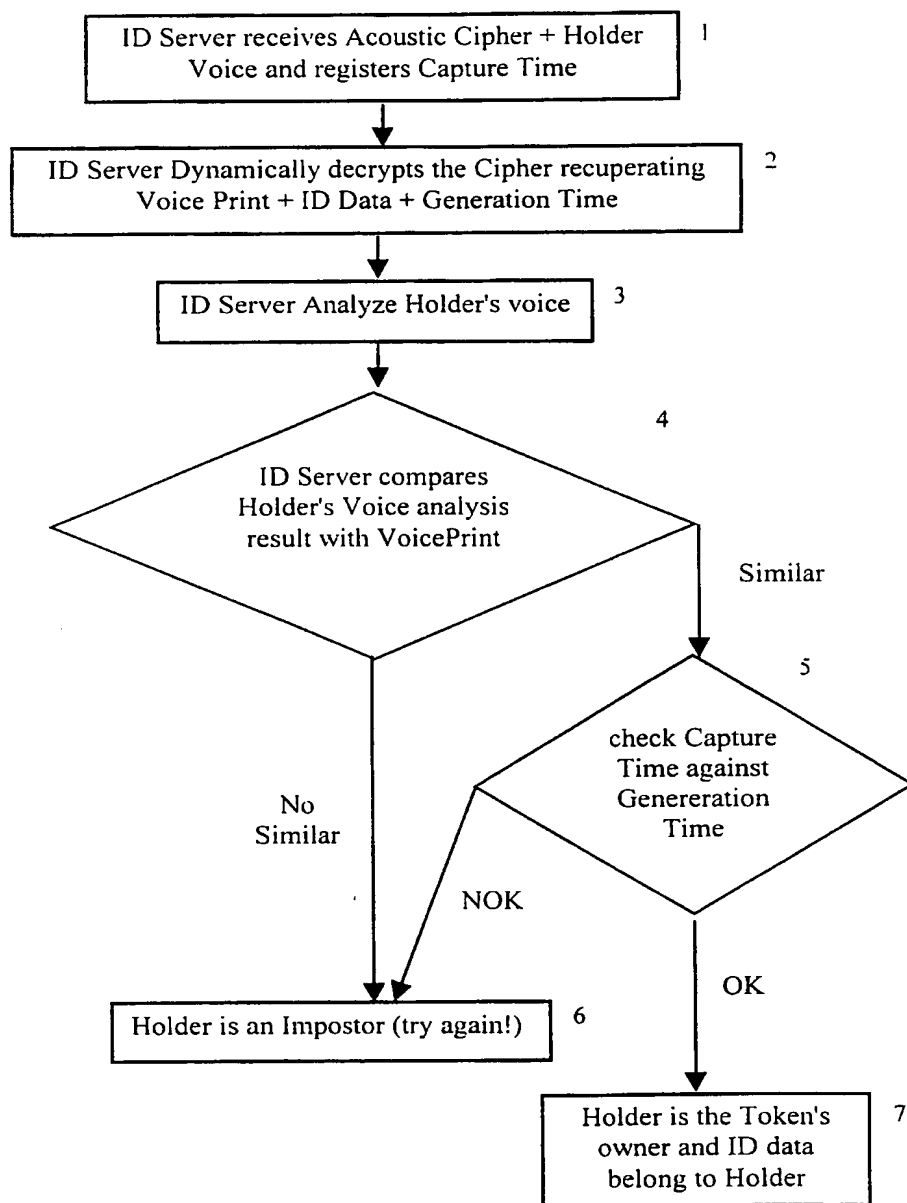 ID Server receives Acoustic Cipher + Holder
Voice and registers Capture Time
1
ID Server Dynamically decrypts the Cipher recuperating
Voice Print + ID Data + Generation Time
2
ID Server Analyze Holder's voice
3
4
ID Server compares
Holder's Voice analysis
result with VoicePrint
Similar
5
check Capture
Time against
Genereration
Time
No
Similar
NOK
OK
Holder is an Impostor (try again!)
6
Holder is the Token's
owner and ID data
belong to Holder
7